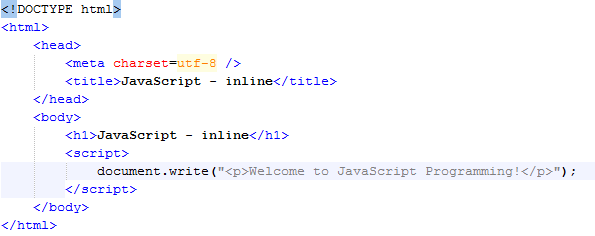 <!DOCTYPE html>
<html>
    <head>
        <meta charset=utf-8 />
        <title>JavaScript - inline</title>
    </head>
    <body>
        <h1>JavaScript - inline</h1>
        <script>
            document.write("<p>Welcome to JavaScript Programming!</p>");
        </script>
    </body>
</html>